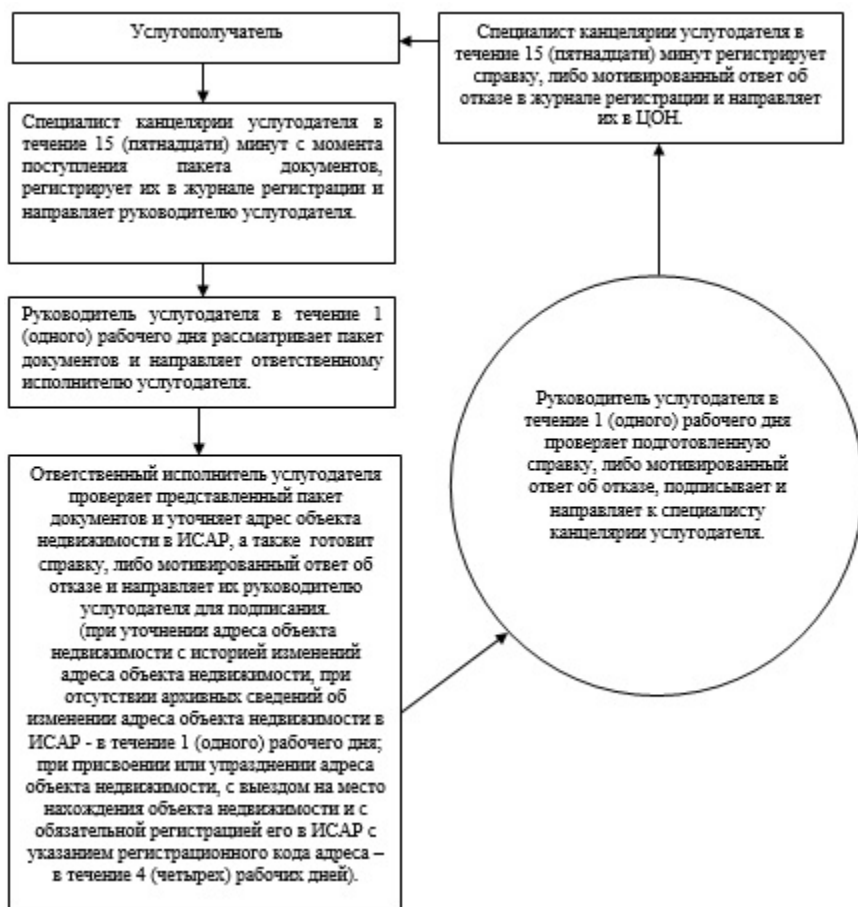 Услугополучатель
Специалист канцелярии услугодателя в
течение 15 (пятнадцати) минут с момента
поступления пакета документов,
регистрирует их в журнале регистрации и
направляет руководителю услугодателя.
Руководитель услугодателя в течение 1
(одного) рабочего дня рассматривает пакет
документов и направляет ответственному
исполнителю услугодателя.
Ответственный исполнитель услугодателя
проверяет представленный пакет
документов и уточняет адрес объекта
недвижимости в ИСАР, а также готовит
справку, либо мотивированный ответ об
отказе и направляет их руководителю
услугодателя для подписания.
(при уточнении адреса объекта
недвижимости с историей изменений
адреса объекта недвижимости, при
отсутствии архивных сведений об
изменении адреса объекта недвижимости в
ИСАР - в течение 1 (одного) рабочего дня;
при присвоении или упразднении адреса
объекта недвижимости, с выездом на место
нахождения объекта недвижимости и с
обязательной регистрацией его в ИСАР с
указанием регистрационного кода адреса –
в течение 4 (четырех) рабочих дней).
Руководитель услугодателя в
течение 1 (одного) рабочего дня
проверяет подготовленную
справку, либо мотивированный
ответ об отказе, подписывает и
направляет к специалисту
канцелярии услугодателя.
Специалист канцелярии услугодателя в
течение 15 (пятнадцати) минут регистрирует
справку, либо мотивированный ответ об
отказе в журнале регистрации и направляет
их в ЦОН.